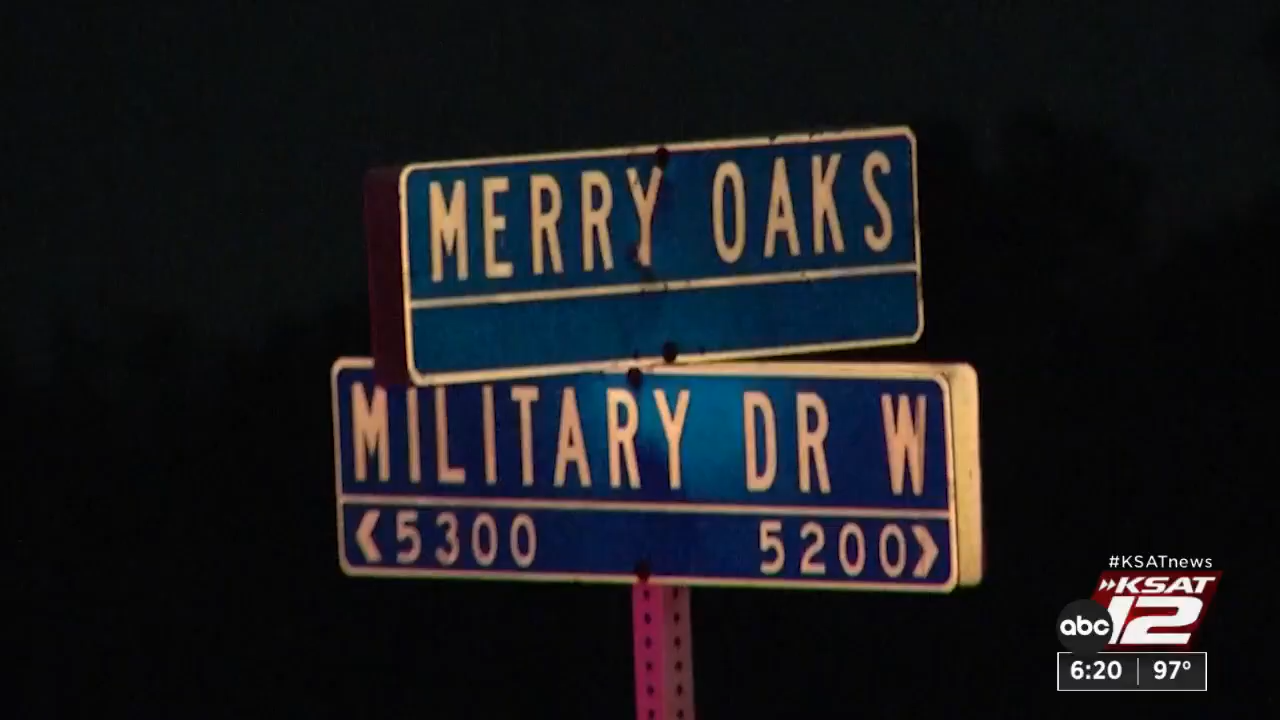 MERRY OAKS
MILITARY DR W
<5300 5200>
#KSATnews
KSAT
abc 12
6:20 97°